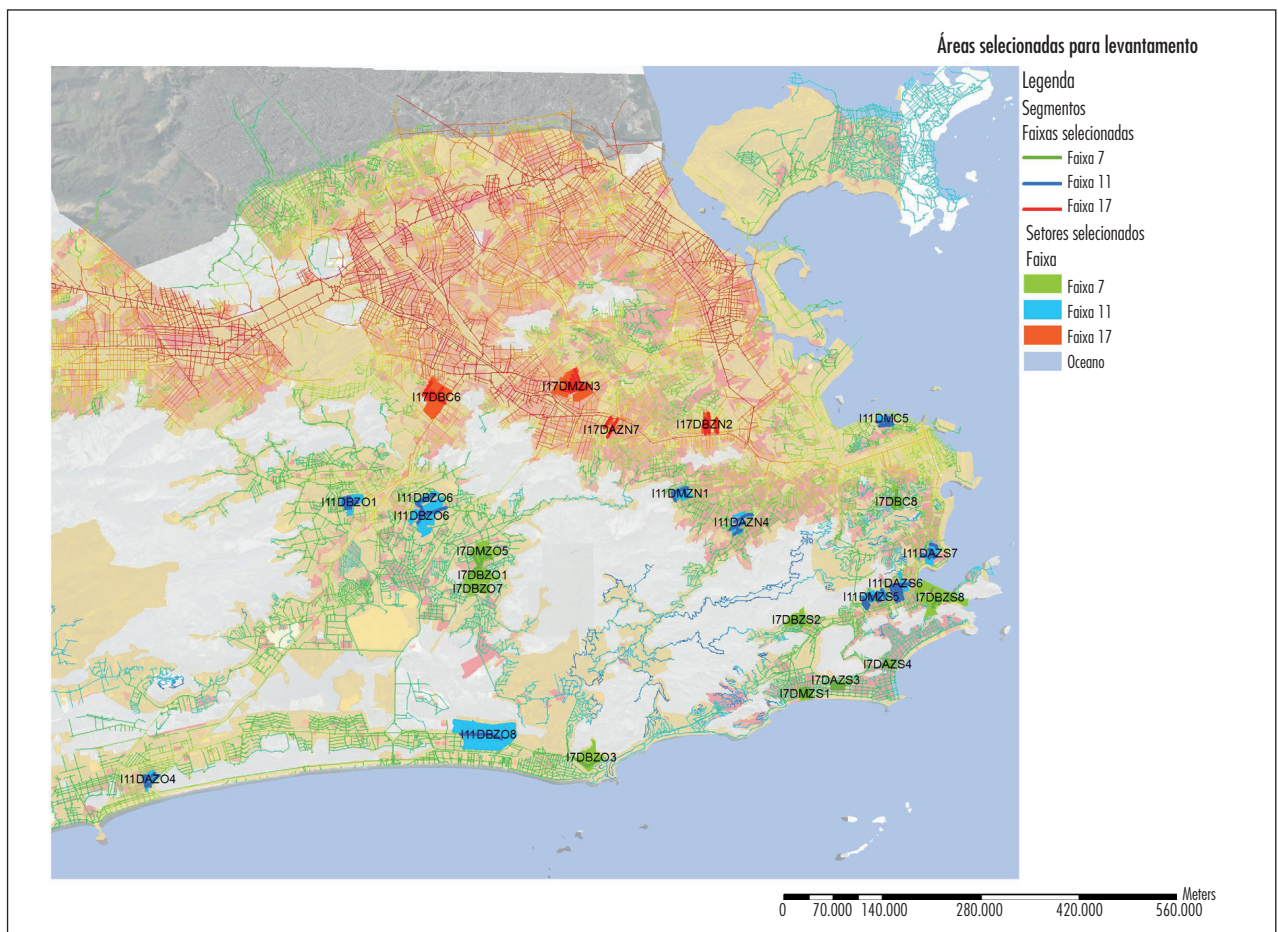 Áreas selecionadas para levantamento
Legenda
Segmentos
Faixas selecionadas
Faixa 7
Faixa 11
Faixa 17
Setores selecionados
Faixa
Faixa 7
Faixa 11
Faixa 17
Oceano
I17DMZN3
I17DBC6
I17DAZN7
I17DBZN2
I11DMC5
I11DBZO1
I11DBZO6
I11DBZO6
I11DMZN1
I11DAZN4
I7DBC8
I11DAZS7
I7DMZO5
I7DBZO1
I7DBZO7
I11DAZS6
I11DMZS5
I7DBZS8
I7DBZS2
I7DAZS4
I7DAZS3
I7DMZS1
I11DBZO8
I7DBZO3
I11DAZO4
Meters
0 70.000 140.000 280.000 420.000 560.000